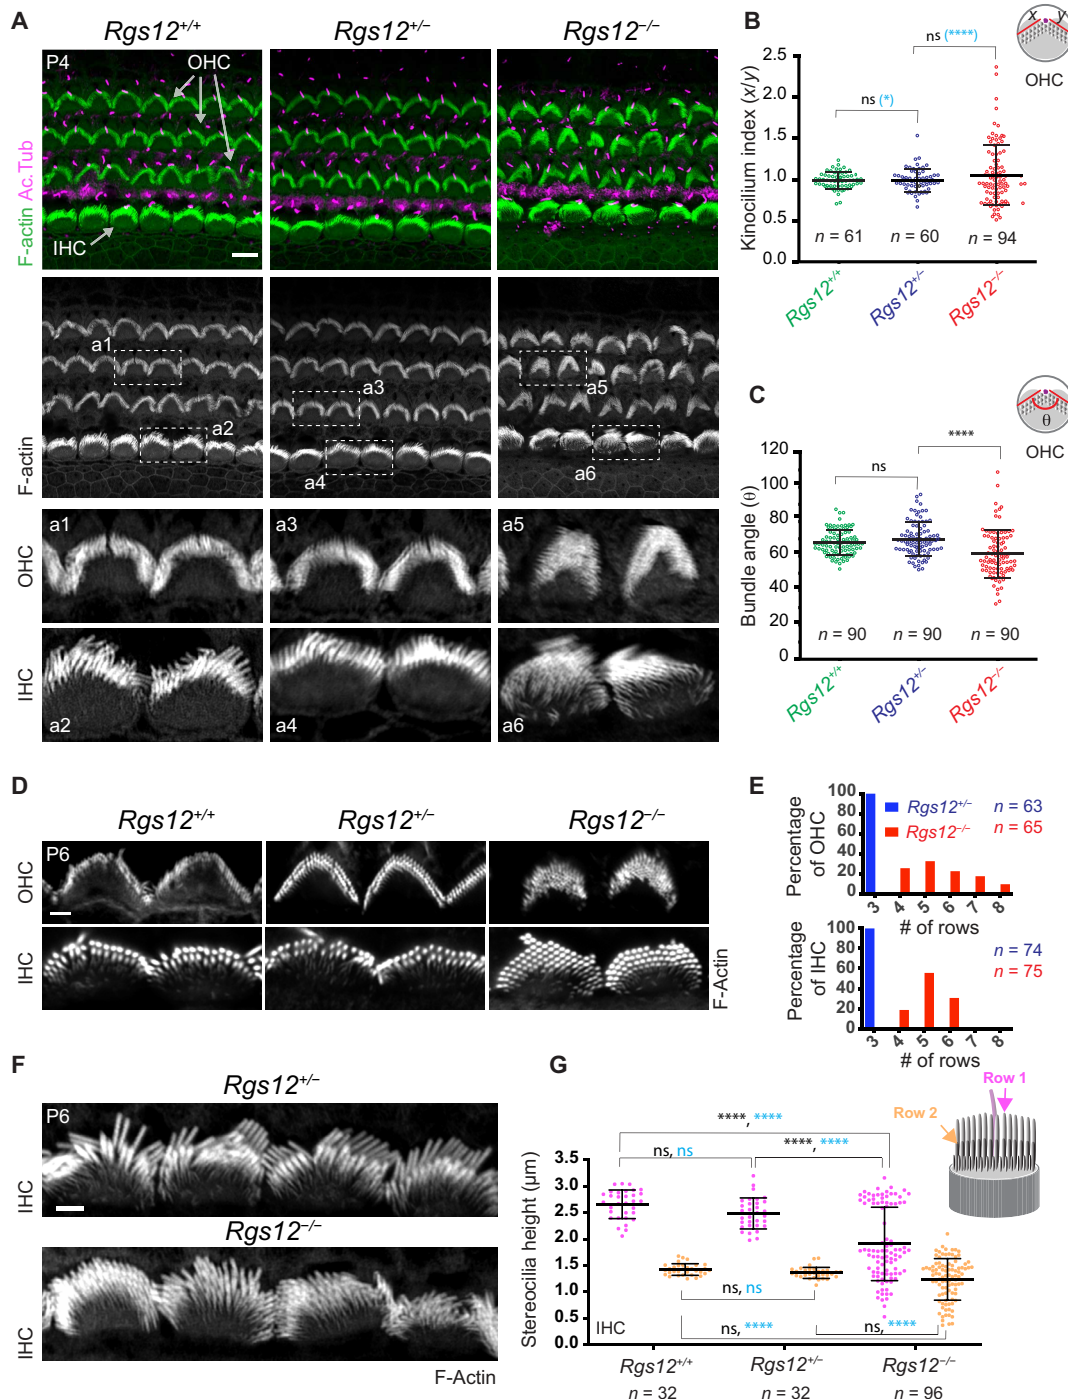 A
Rgs12+/+
Rgs12+/−
Rgs12−/−
P4
OHC
IHC
F-actin Ac.Tub
a1
a2
a3
a4
a5
a6
F-actin
a1
a3
a5
OHC
a2
a4
a6
IHC
B
x y
OHC
ns (****)
ns (*)
Kinocilium index (x/y)
2.5
2.0
1.5
1.0
0.5
0.0
n = 61
n = 60
n = 94
Rgs12+/+
Rgs12+/−
Rgs12−/−
C
θ
OHC
****
ns
Bundle angle (θ)
120
100
80
60
40
20
0
n = 90
n = 90
n = 90
Rgs12+/+
Rgs12+/−
Rgs12−/−
D
Rgs12+/+
Rgs12+/−
Rgs12−/−
P6
OHC
IHC
F-Actin
E
Percentage of OHC
100
80
60
40
20
0
Rgs12+/−
Rgs12−/−
n = 63
n = 65
3 4 5 6 7 8
# of rows
Percentage of IHC
100
80
60
40
20
0
n = 74
n = 75
3 4 5 6 7 8
# of rows
F
Rgs12+/−
P6
IHC
Rgs12−/−
IHC
F-Actin
G
Row 1
Row 2
****, ****
ns, ns
****, ****
Stereocilia height (µm)
3.5
3.0
2.5
2.0
1.5
1.0
0.5
0.0
ns, ns
ns, ****
ns, ****
IHC
Rgs12+/+
Rgs12+/−
Rgs12−/−
n = 32
n = 32
n = 96